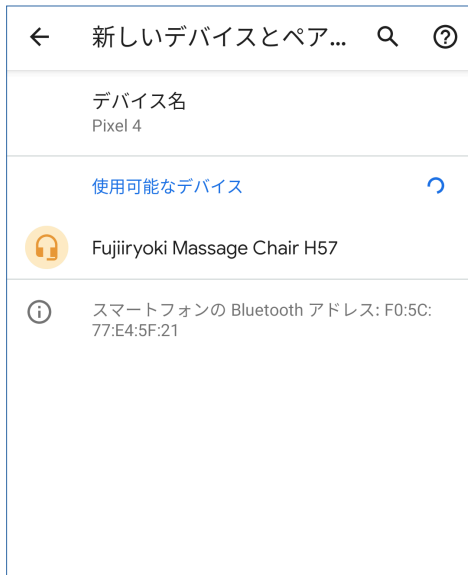 新しいデバイスとペア...
デバイス名
Pixel 4
使用可能なデバイス
Fujiiryoki Massage Chair H57
スマートフォンの Bluetooth アドレス: F0:5C:
77:E4:5F:21